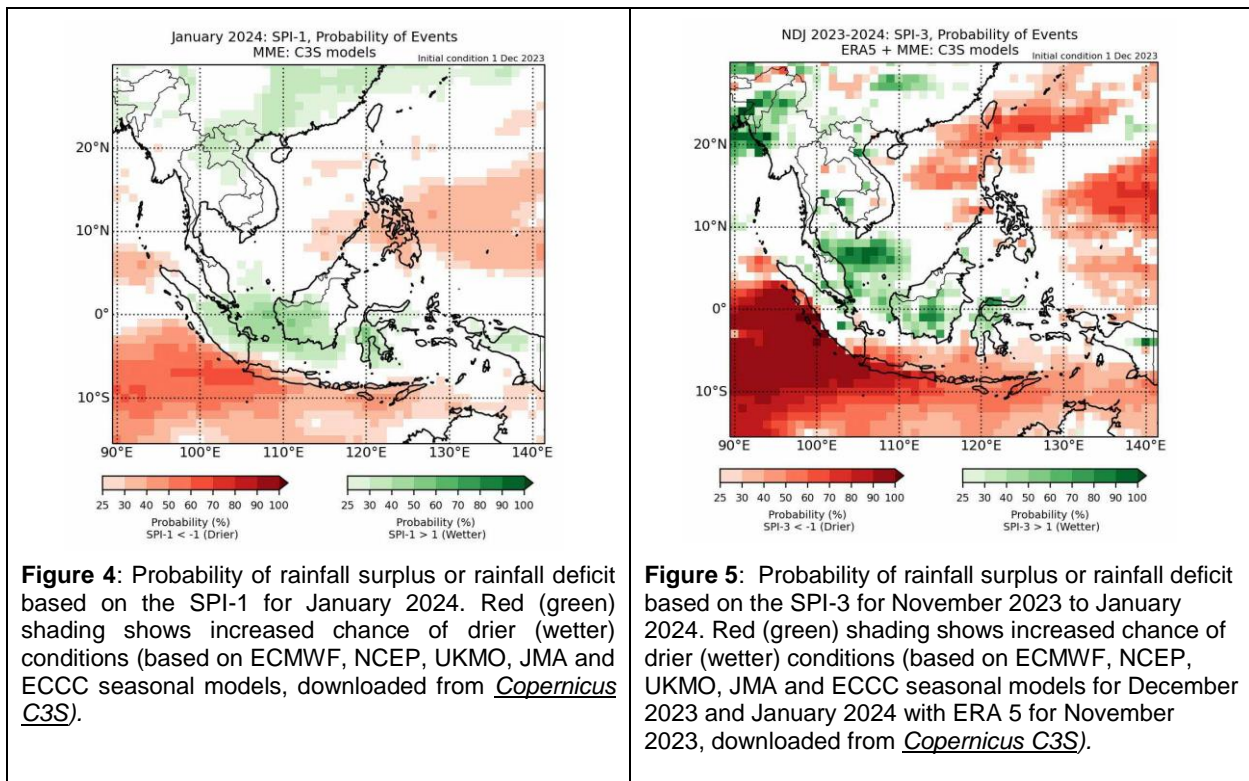 January 2024: SPI-1, Probability of Events
MME: C3S models
Initial condition 1 Dec 2023
20°N
10°N
0°
10°S
90°E 100°E 110°E 120°E 130°E 140°E
25 30 40 50 60 70 80 90 100
25 30 40 50 60 70 80 90 100
Probability (%)
SPI-1 < -1 (Drier)
Probability (%)
SPI-1 > 1 (Wetter)
Figure 4: Probability of rainfall surplus or rainfall deficit
based on the SPI-1 for January 2024. Red (green)
shading shows increased chance of drier (wetter)
conditions (based on ECMWF, NCEP, UKMO, JMA and
ECCC seasonal models, downloaded from Copernicus
C3S).
NDJ 2023-2024: SPI-3, Probability of Events
ERA5 + MME: C3S models
Initial condition 1 Dec 2023
20°N
10°N
0°
10°S
90°E 100°E 110°E 120°E 130°E 140°E
25 30 40 50 60 70 80 90 100
25 30 40 50 60 70 80 90 100
Probability (%)
SPI-3 < -1 (Drier)
Probability (%)
SPI-3 > 1 (Wetter)
Figure 5: Probability of rainfall surplus or rainfall deficit
based on the SPI-3 for November 2023 to January
2024. Red (green) shading shows increased chance of
drier (wetter) conditions (based on ECMWF, NCEP,
UKMO, JMA and ECCC seasonal models for December
2023 and January 2024 with ERA 5 for November
2023, downloaded from Copernicus C3S).